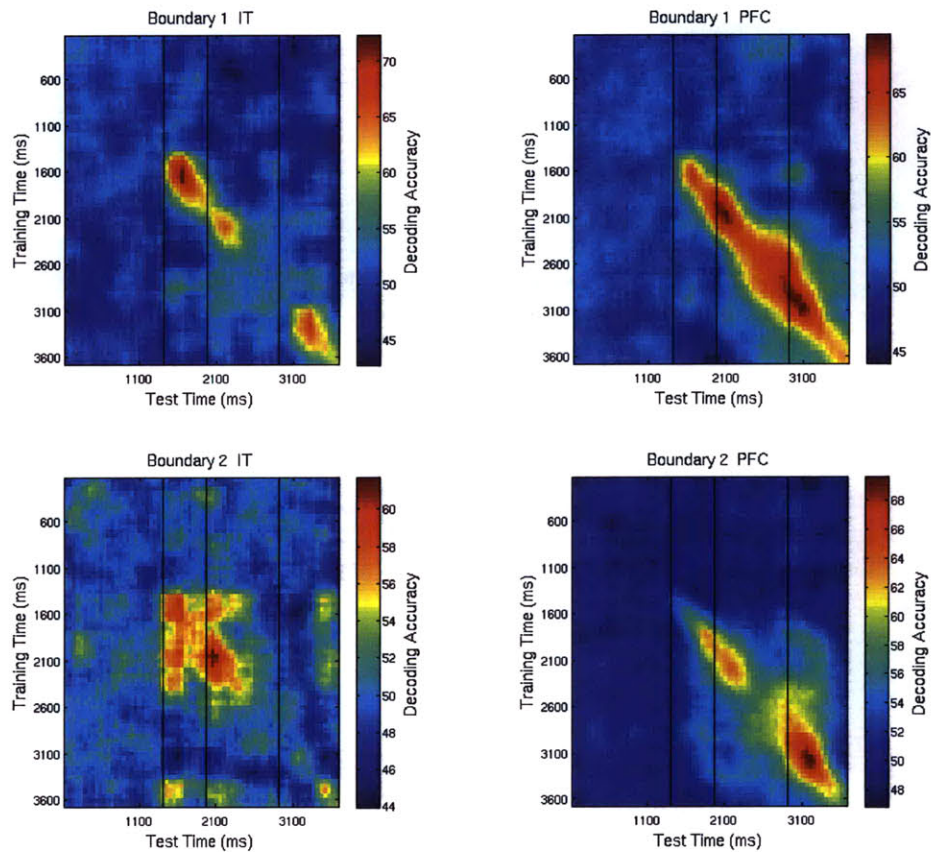 Boundary 1 IT
70
65
60
55
50
45
Decoding Accuracy
600
1100
1600
2100
2600
3100
3600
Training Time (ms)
1100 2100 3100
Test Time (ms)
Boundary 1 PFC
65
60
55
50
45
Decoding Accuracy
600
1100
1600
2100
2600
3100
3600
Training Time (ms)
1100 2100 3100
Test Time (ms)
Boundary 2 IT
60
58
56
54
52
50
48
46
44
Decoding Accuracy
600
1100
1600
2100
2600
3100
3600
Training Time (ms)
1100 2100 3100
Test Time (ms)
Boundary 2 PFC
68
66
64
62
60
58
56
54
52
50
48
Decoding Accuracy
600
1100
1600
2100
2600
3100
3600
Training Time (ms)
1100 2100 3100
Test Time (ms)